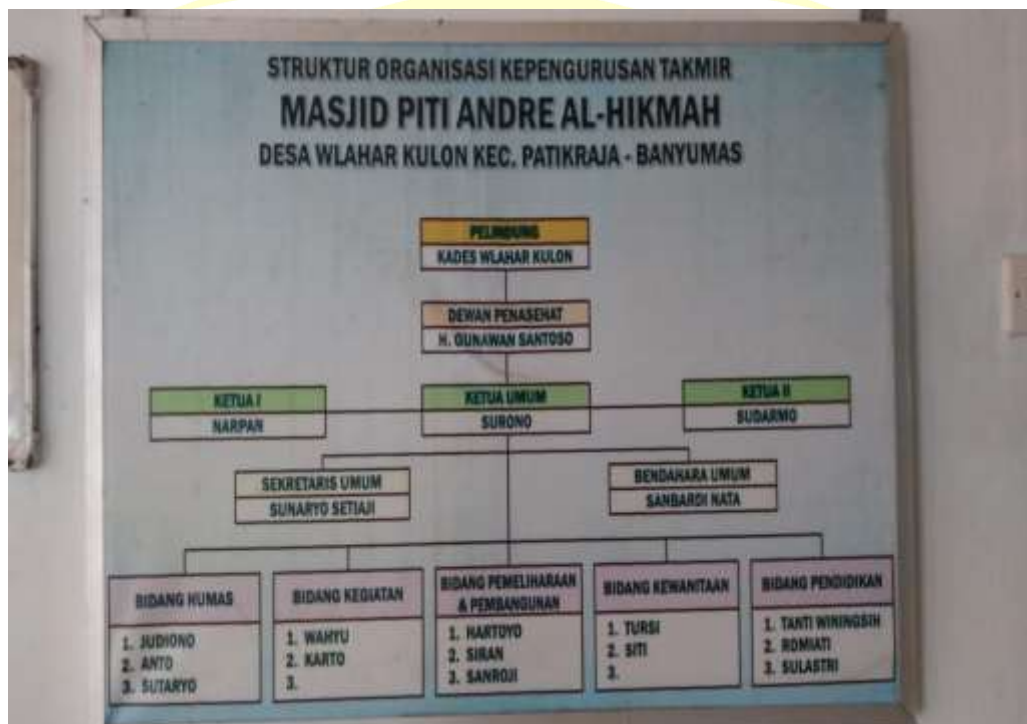 STRUKTUR ORGANISASI KEPENGURUSAN TAKMIR
MASJID PITI ANDRE AL-HIKMAH
DESA WLAHAR KULON KEC. PATIKRAJA - BANYUMAS
PELINDUNG
KADES WLAHAR KULON
DEWAN PENASEHAT
H. GUNAWAN SANTOSO
KETUA I
NARPAN
KETUA UMUM
SURONO
KETUA II
SUDARMO
SEKRETARIS UMUM
SUNARYO SETIAJI
BENDAHARA UMUM
SANBARDI NATA
BIDANG HUMAS
1. JUDIONO
2. ANTO
3. SUTARYO
BIDANG KEGIATAN
1. WAHYU
2. KARTO
3.
BIDANG PEMELIHARAAN
& PEMBANGUNAN
1. HARTOYO
2. SIRAN
3. SANROJI
BIDANG KEWANITAAN
1. TURSI
2. SITI
3.
BIDANG PENDIDIKAN
1. TANTI WININGSIH
2. ROMIATI
3. SULASTRI